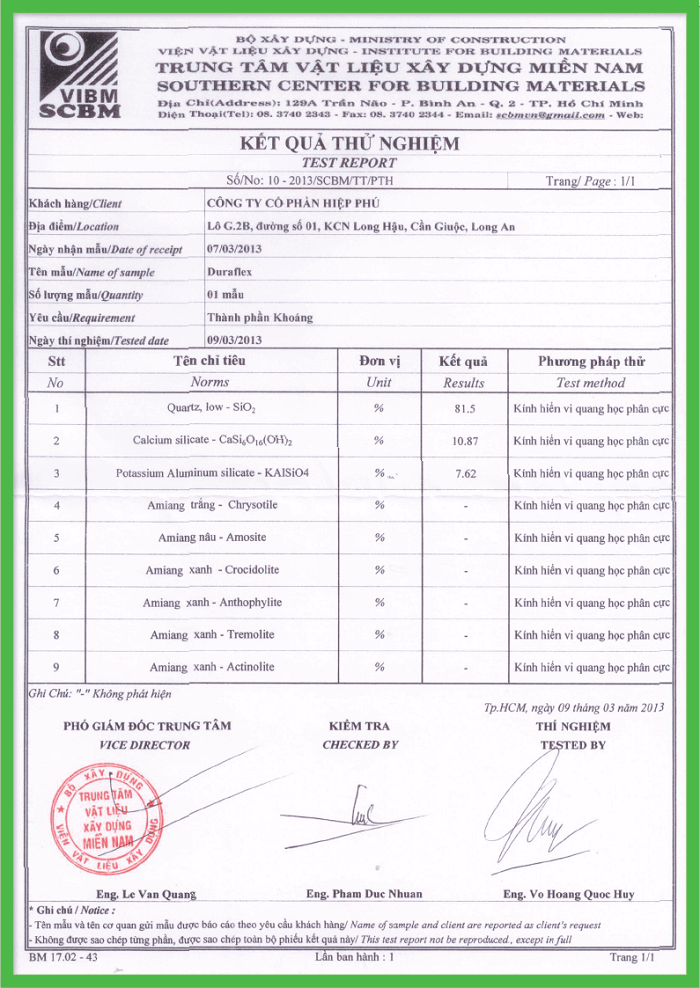 BỘ XÂY DỰNG - MINISTRY OF CONSTRUCTION
VIỆN VẬT LIỆU XÂY DỰNG - INSTITUTE FOR BUILDING MATERIALS
TRUNG TÂM VẬT LIỆU XÂY DỰNG MIỀN NAM
SOUTHERN CENTER FOR BUILDING MATERIALS
Địa Chỉ(Address): 129A Trần Não - P. Bình An - Q. 2 - TP. Hồ Chí Minh
Điện Thoại(Tel): 08. 3740 2343 - Fax: 08. 3740 2344 - Email: scbmvn@gmail.com - Web:
VIBM
SCBM
KẾT QUẢ THỬ NGHIỆM
TEST REPORT
Số/No: 10 - 2013/SCBM/TT/PTH Trang/ Page : 1/1
Khách hàng/Client CÔNG TY CỔ PHẦN HIỆP PHÚ
Địa điểm/Location Lô G.2B, đường số 01, KCN Long Hậu, Cần Giuộc, Long An
Ngày nhận mẫu/Date of receipt 07/03/2013
Tên mẫu/Name of sample Duraflex
Số lượng mẫu/Quantity 01 mẫu
Yêu cầu/Requirement Thành phần Khoáng
Ngày thí nghiệm/Tested date 09/03/2013
Stt Tên chỉ tiêu Đơn vị Kết quả Phương pháp thử
No Norms Unit Results Test method
1 Quartz, low - SiO₂ % 81.5 Kính hiển vi quang học phân cực
2 Calcium silicate - CaSi₆O₁₆(OH)₂ % 10.87 Kính hiển vi quang học phân cực
3 Potassium Aluminum silicate - KAlSiO4 % 7.62 Kính hiển vi quang học phân cực
4 Amiang trắng - Chrysotile % - Kính hiển vi quang học phân cực
5 Amiang nâu - Amosite % - Kính hiển vi quang học phân cực
6 Amiang xanh - Crocidolite % - Kính hiển vi quang học phân cực
7 Amiang xanh - Anthophylite % - Kính hiển vi quang học phân cực
8 Amiang xanh - Tremolite % - Kính hiển vi quang học phân cực
9 Amiang xanh - Actinolite % - Kính hiển vi quang học phân cực
Ghi Chú: "-" Không phát hiện
Tp.HCM, ngày 09 tháng 03 năm 2013
PHÓ GIÁM ĐỐC TRUNG TÂM KIỂM TRA THÍ NGHIỆM
VICE DIRECTOR CHECKED BY TESTED BY
BỘ XÂY DỰNG
TRUNG TÂM
VẬT LIỆU
XÂY DỰNG
MIỀN NAM
VIỆN VẬT LIỆU XÂY DỰNG
Eng. Le Van Quang Eng. Pham Duc Nhuan Eng. Vo Hoang Quoc Huy
* Ghi chú / Notice :
- Tên mẫu và tên cơ quan gửi mẫu được báo cáo theo yêu cầu khách hàng/ Name of sample and client are reported as client's request
- Không được sao chép từng phần, được sao chép toàn bộ phiếu kết quả này/ This test report not be reproduced, except in full
BM 17.02 - 43 Lần ban hành : 1 Trang 1/1